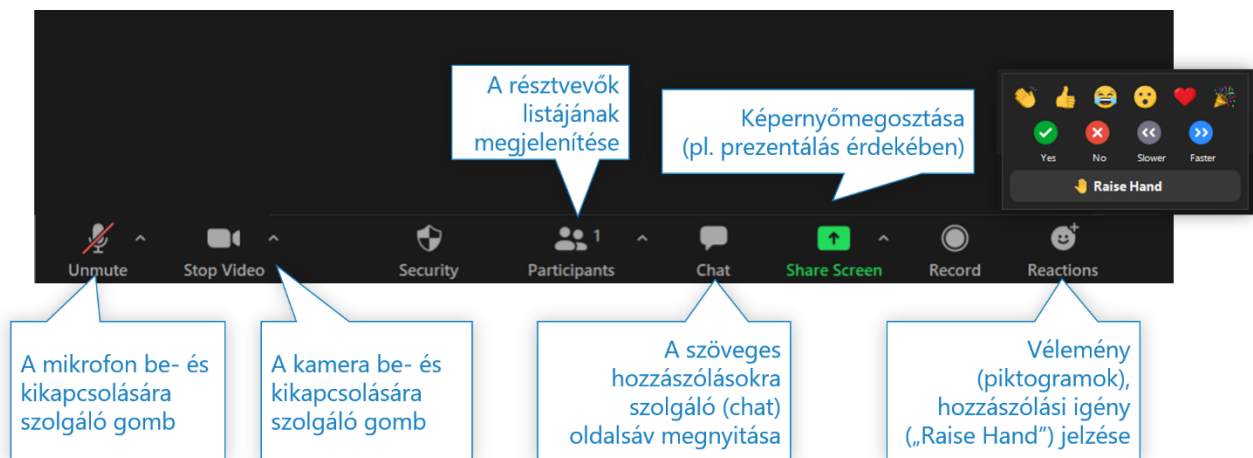 A résztvevők
listájának
megjelenítése
Képernyőmegosztása
(pl. prezentálás érdekében)
Yes No Slower Faster
Raise Hand
1
Unmute Stop Video Security Participants Chat Share Screen Record Reactions
A mikrofon be- és
kikapcsolására
szolgáló gomb
A kamera be- és
kikapcsolására
szolgáló gomb
A szöveges
hozzászólásokra
szolgáló (chat)
oldalsáv megnyitása
Vélemény
(piktogramok),
hozzászólási igény
(„Raise Hand”) jelzése